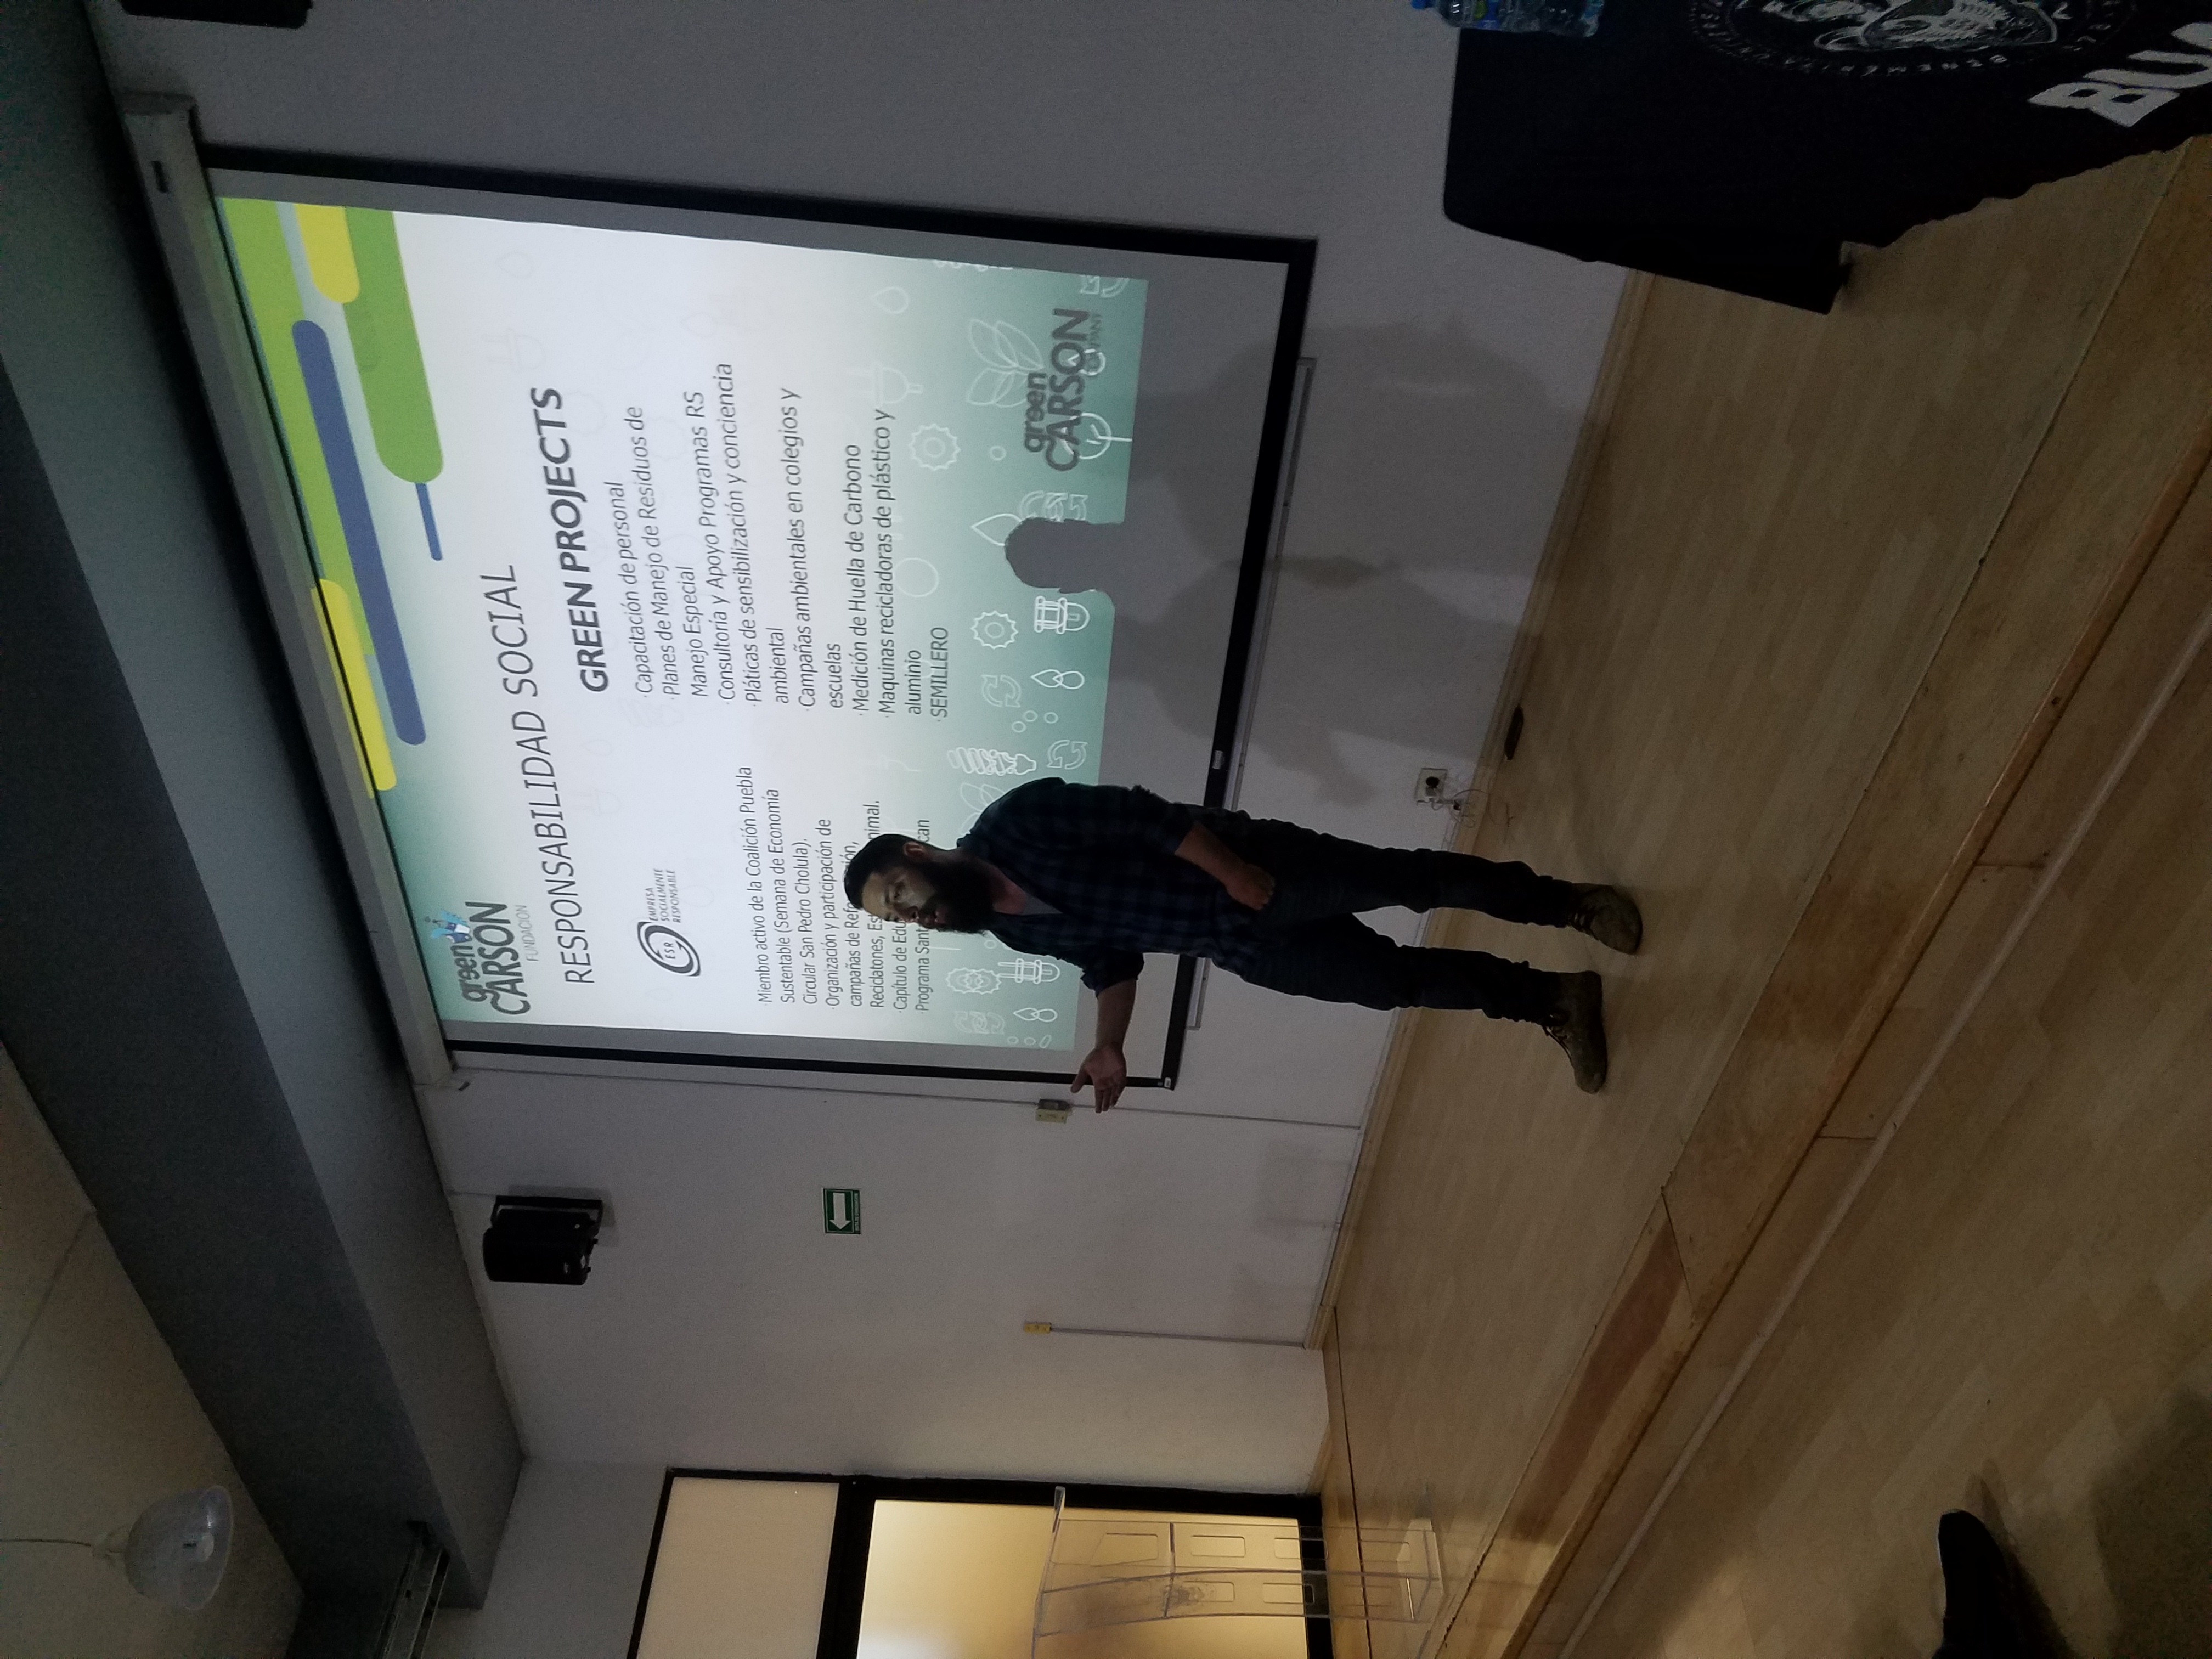 green
CARSON
FUNDACION
RESPONSABILIDAD SOCIAL
ESR
EMPRESA
SOCIALMENTE
RESPONSABLE
·Miembro activo de la Coalición Puebla
Sustentable (Semana de Economía
Circular San Pedro Cholula).
·Organización y participación de
campañas de
Reciclatones,
·Capítulo de
·Programa
GREEN PROJECTS
·Capacitación de personal
·Planes de Manejo de Residuos de
Manejo Especial
·Consultoría y Apoyo Programas RS
·Pláticas de sensibilización y conciencia
ambiental
·Campañas ambientales en colegios y
escuelas
·Medición de Huella de Carbono
·Maquinas recicladoras de plástico y
aluminio
·SEMILLERO
green
CARSON
COMPANY